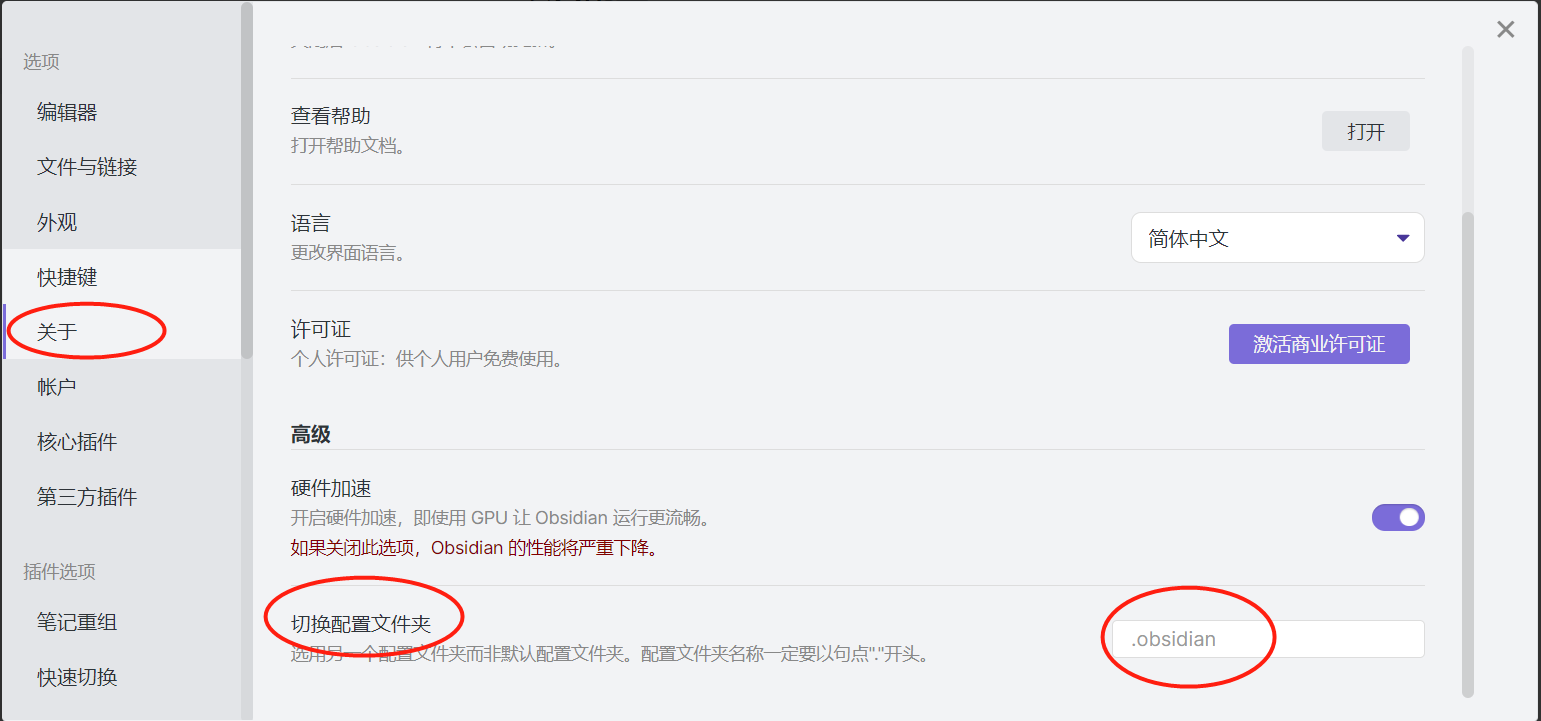 选项
编辑器
文件与链接
外观
快捷键
关于
帐户
核心插件
第三方插件
插件选项
笔记重组
快速切换
查看帮助
打开帮助文档。
打开
语言
更改界面语言。
简体中文
许可证
个人许可证：供个人用户免费使用。
激活商业许可证
高级
硬件加速
开启硬件加速，即使用 GPU 让 Obsidian 运行更流畅。
如果关闭此选项，Obsidian 的性能将严重下降。
切换配置文件夹
选用另一个配置文件夹而非默认配置文件夹。配置文件夹名称一定要以句点"."开头。
.obsidian